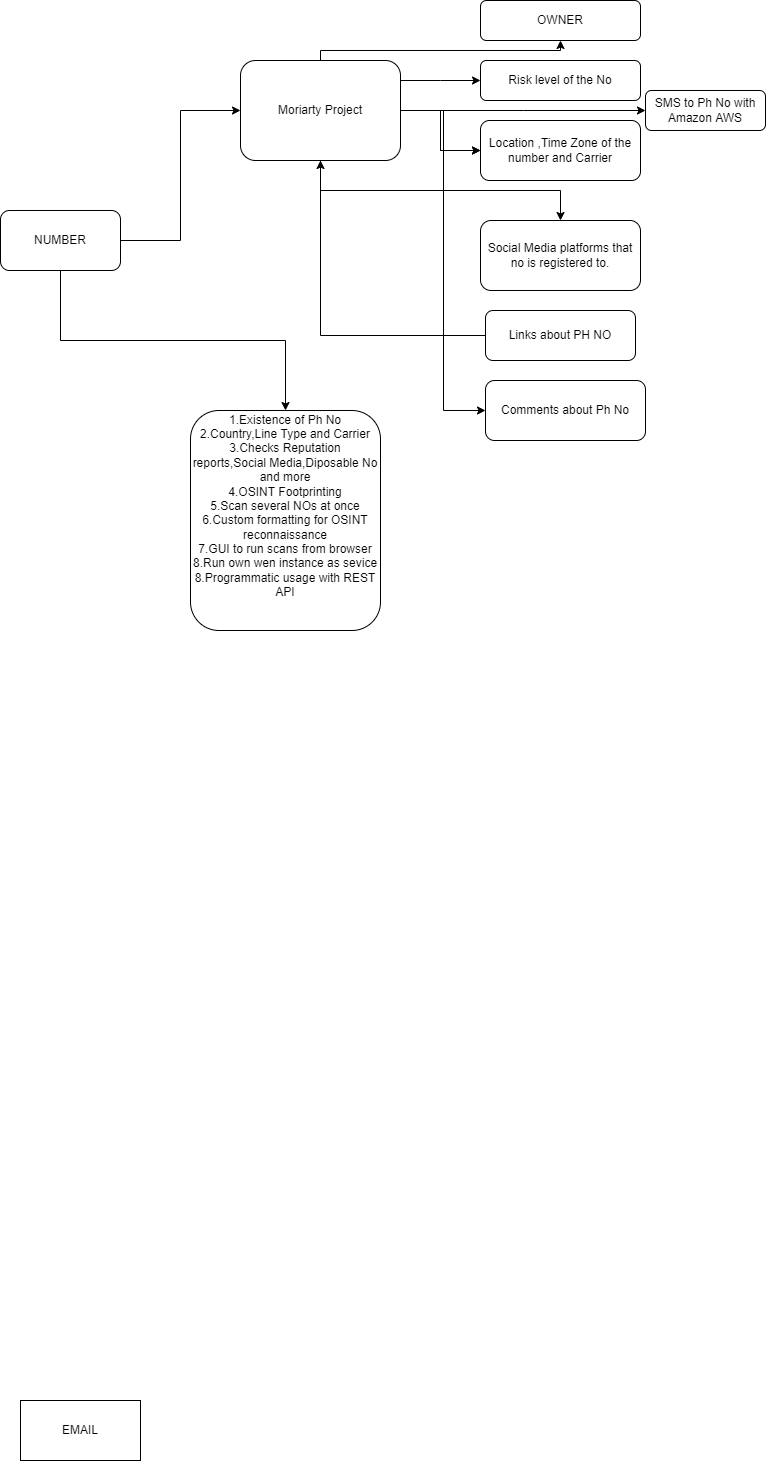 OWNER
Risk level of the No
Moriarty Project
SMS to Ph No with
Amazon AWS
Location ,Time Zone of the
number and Carrier
NUMBER
Social Media platforms that
no is registered to.
Links about PH NO
Comments about Ph No
1.Existence of Ph No
2.Country,Line Type and Carrier
3.Checks Reputation
reports,Social Media,Diposable No
and more
4.OSINT Footprinting
5.Scan several NOs at once
6.Custom formatting for OSINT
reconnaissance
7.GUI to run scans from browser
8.Run own wen instance as sevice
8.Programmatic usage with REST
API
EMAIL